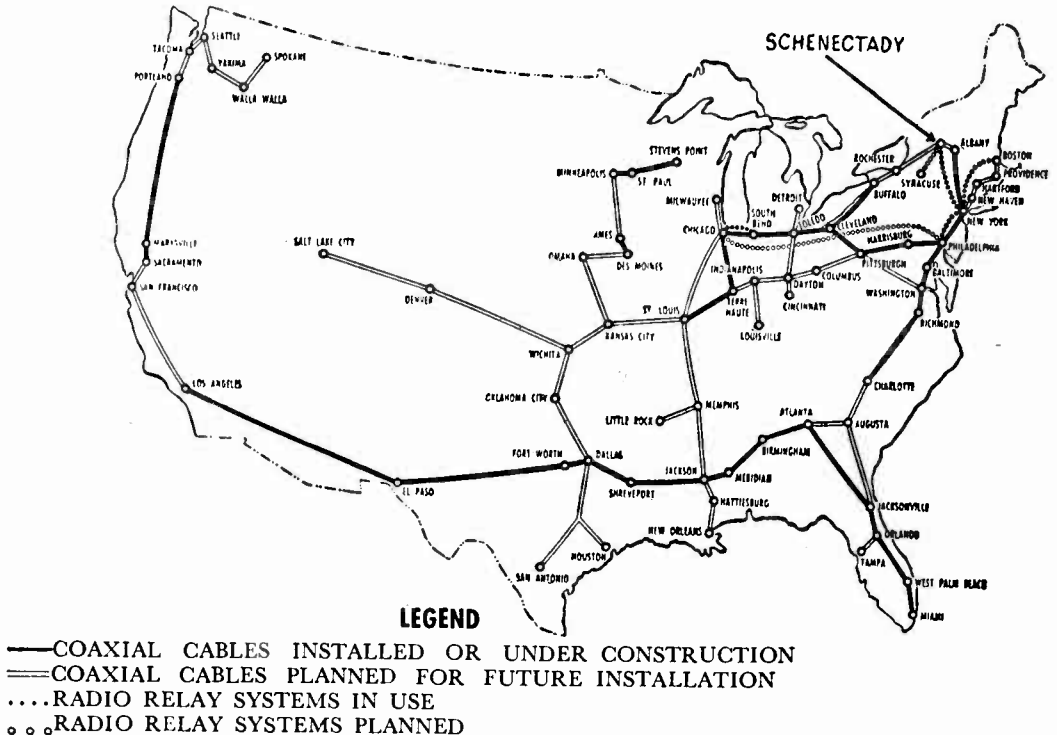 SCHENECTADY
SEATTLE
TACOMA
YAKIMA
SPOKANE
PORTLAND
WALLA WALLA
STEVENS POINT
MINNEAPOLIS
ST PAUL
ROCHESTER
ALBANY
BOSTON
PROVIDENCE
SYRACUSE
HARTFORD
NEW HAVEN
BUFFALO
NEW YORK
MILWAUKEE
DETROIT
SOUTH
BEND
CHICAGO
TOLEDO
CLEVELAND
HARRISBURG
PHILADELPHIA
PITTSBURGH
BALTIMORE
WASHINGTON
MARYSVILLE
SACRAMENTO
SAN FRANCISCO
SALT LAKE CITY
DENVER
AMES
OMAHA
DES MOINES
INDIANAPOLIS
COLUMBUS
DAYTON
CINCINNATI
TERRE
HAUTE
ST LOUIS
LOUISVILLE
RICHMOND
KANSAS CITY
WICHITA
LOS ANGELES
OKLAHOMA CITY
LITTLE ROCK
MEMPHIS
CHARLOTTE
ATLANTA
AUGUSTA
BIRMINGHAM
FORT WORTH
DALLAS
JACKSON
MERIDIAN
EL PASO
SHREVEPORT
HATTIESBURG
NEW ORLEANS
JACKSONVILLE
ORLANDO
HOUSTON
TAMPA
SAN ANTONIO
WEST PALM BEACH
MIAMI
LEGEND
COAXIAL CABLES INSTALLED OR UNDER CONSTRUCTION
COAXIAL CABLES PLANNED FOR FUTURE INSTALLATION
RADIO RELAY SYSTEMS IN USE
RADIO RELAY SYSTEMS PLANNED